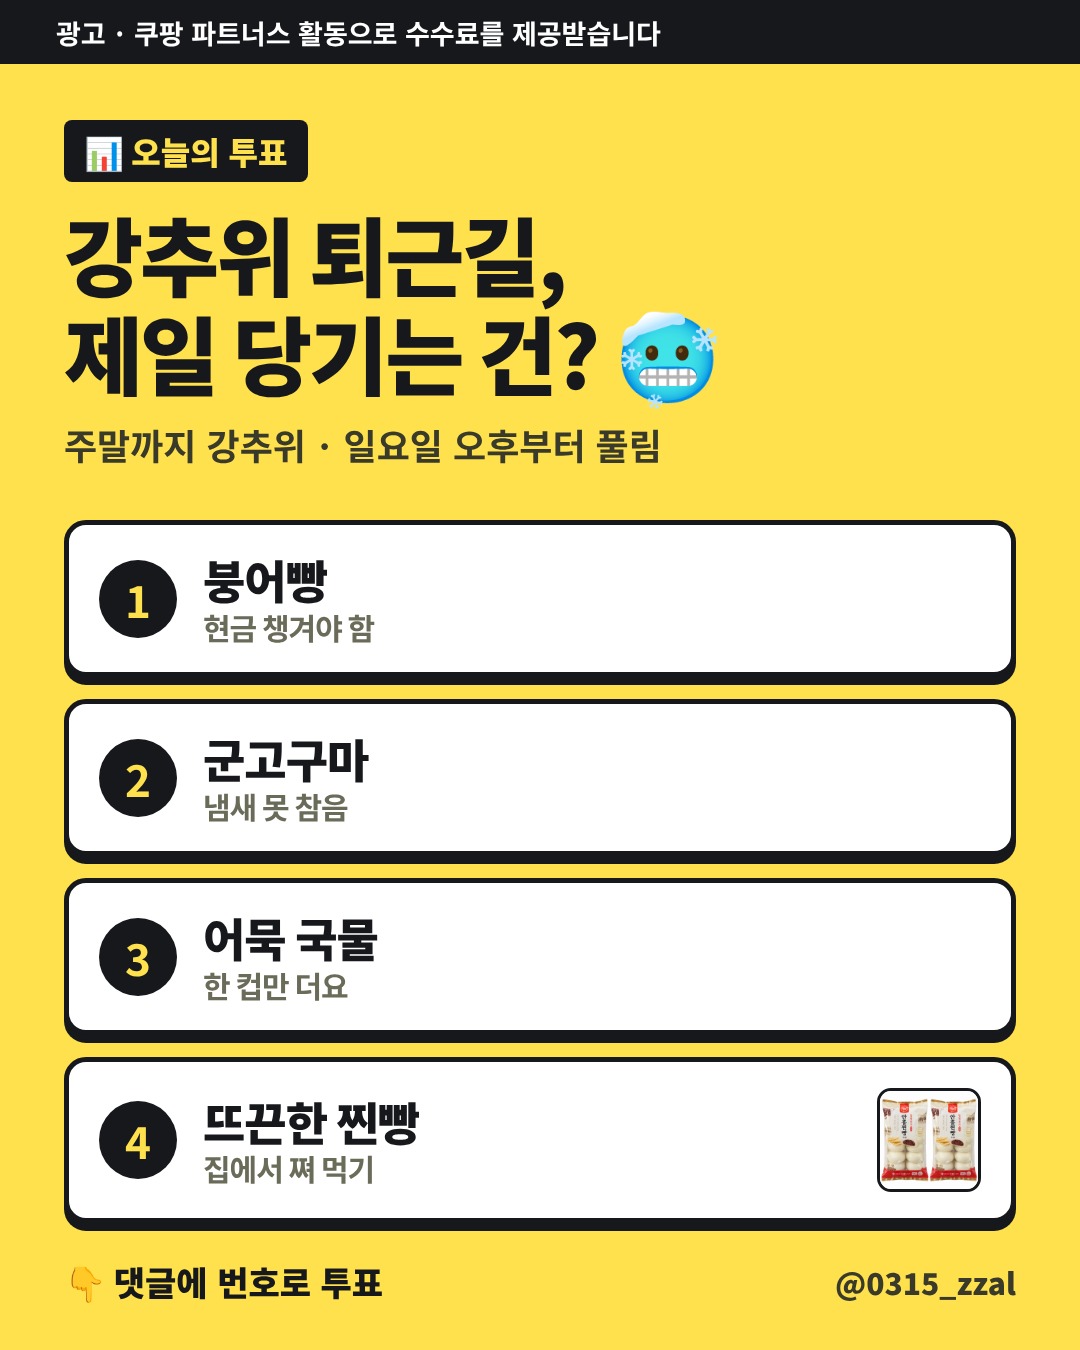 광고 · 쿠팡 파트너스 활동으로 수수료를 제공받습니다
📊 오늘의 투표
강추위 퇴근길,
제일 당기는 건? 🥶
주말까지 강추위 · 일요일 오후부터 풀림
1 붕어빵
현금 챙겨야 함
2 군고구마
냄새 못 참음
3 어묵 국물
한 컵만 더요
4 뜨끈한 찐빵
집에서 쪄 먹기
👇 댓글에 번호로 투표
@0315_zzal